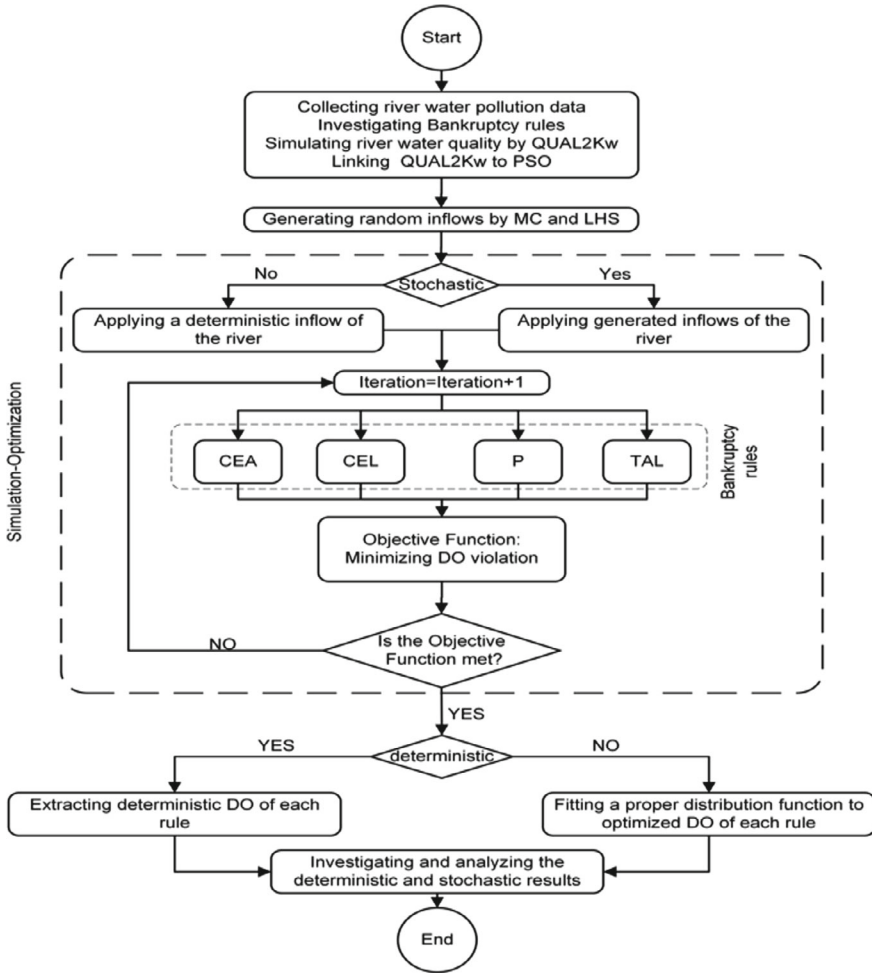 Start
Collecting river water pollution data
Investigating Bankruptcy rules
Simulating river water quality by QUAL2Kw
Linking QUAL2Kw to PSO
Generating random inflows by MC and LHS
No
Stochastic
Yes
Applying a deterministic inflow of
the river
Applying generated inflows of the
river
Iteration=Iteration+1
CEA
CEL
P
TAL
Bankruptcy
rules
Simulation-Optimization
Objective Function:
Minimizing DO violation
NO
Is the Objective
Function met?
YES
YES
deterministic
NO
Extracting deterministic DO of each
rule
Fitting a proper distribution function to
optimized DO of each rule
Investigating and analyzing the
deterministic and stochastic results
End